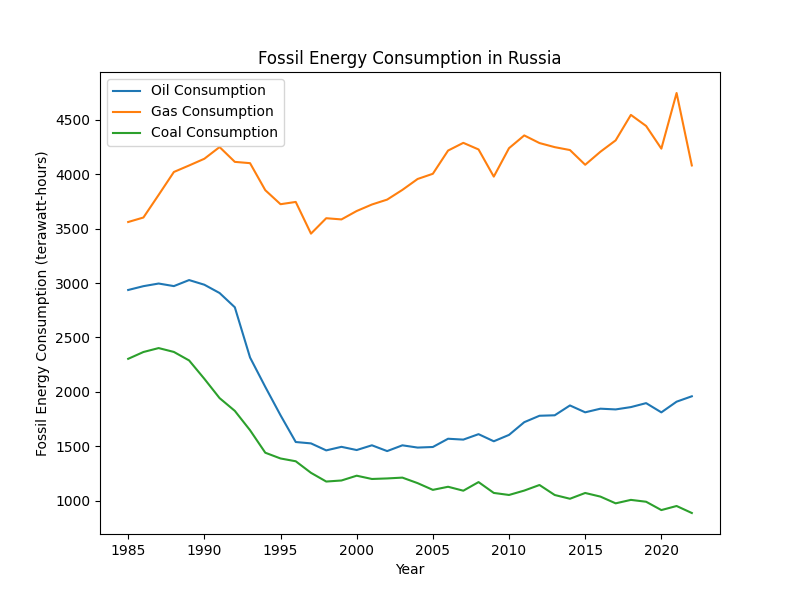 Fossil Energy Consumption in Russia
Oil Consumption
Gas Consumption
Coal Consumption
Fossil Energy Consumption (terawatt-hours)
4500
4000
3500
3000
2500
2000
1500
1000
1985 1990 1995 2000 2005 2010 2015 2020
Year